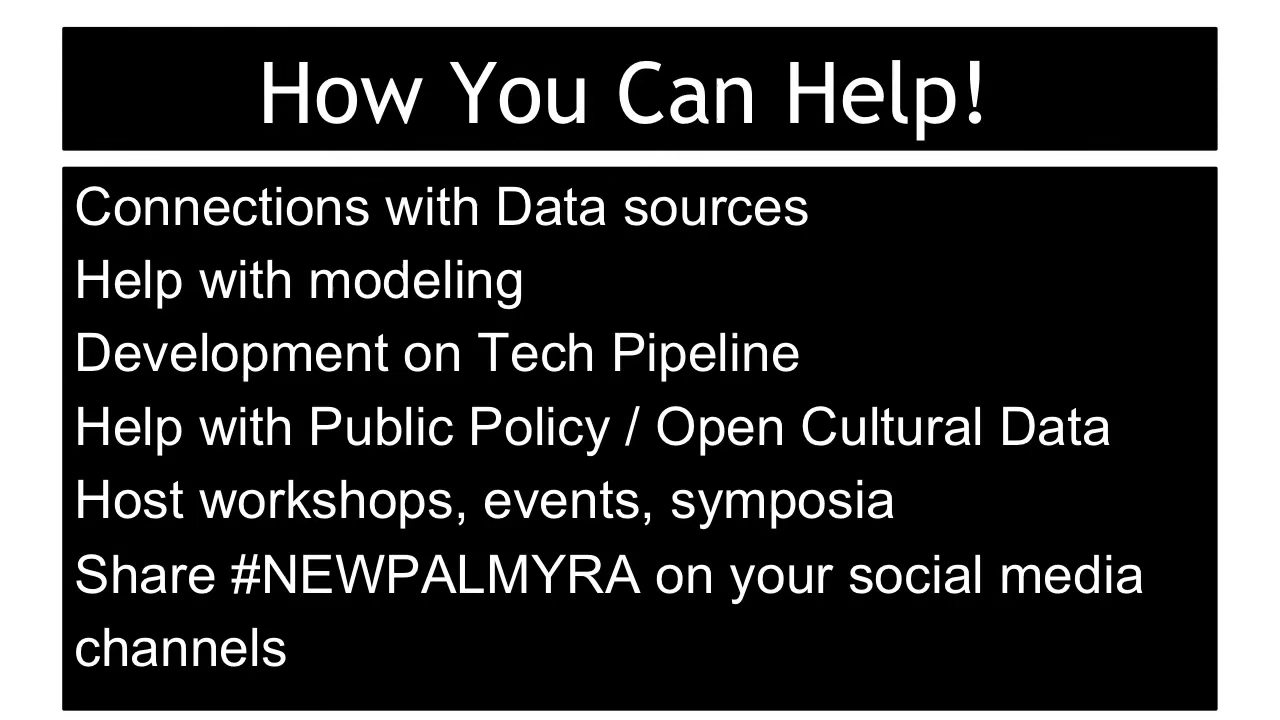 How You Can Help!
Connections with Data sources
Help with modeling
Development on Tech Pipeline
Help with Public Policy / Open Cultural Data
Host workshops, events, symposia
Share #NEWPALMYRA on your social media
channels